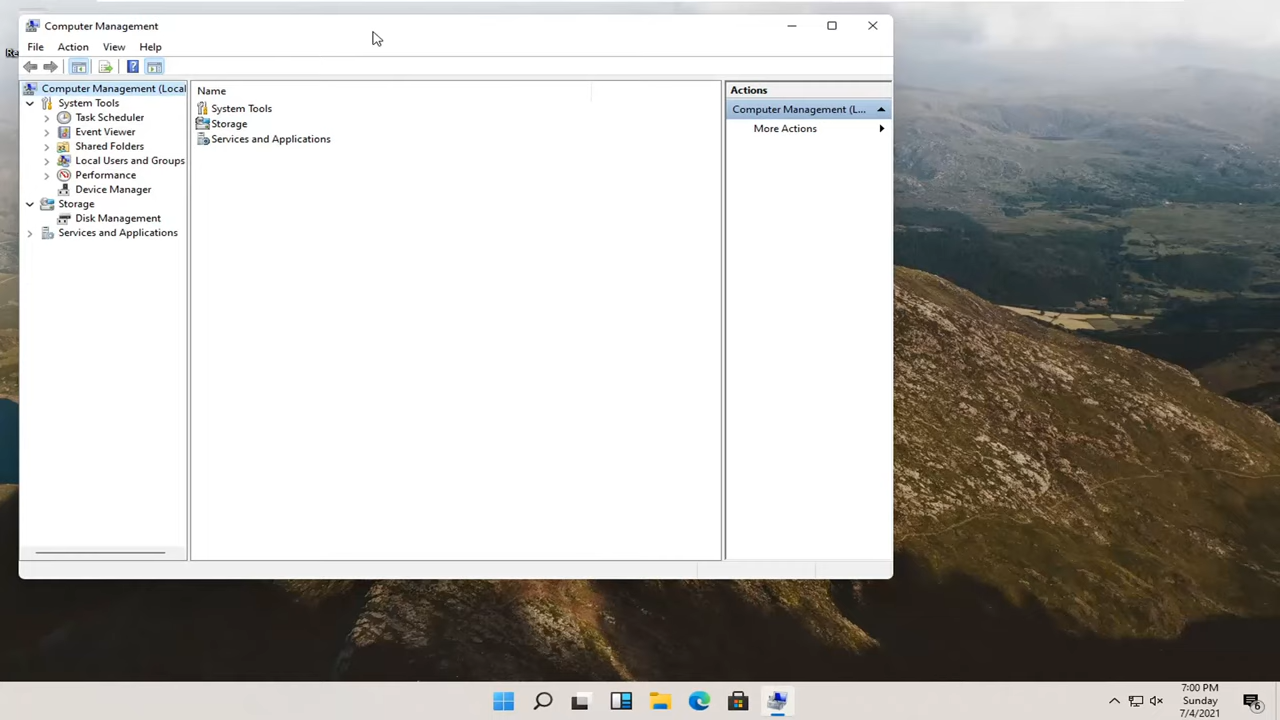 Computer Management
File Action View Help
Computer Management (Local
System Tools
Task Scheduler
Event Viewer
Shared Folders
Local Users and Groups
Performance
Device Manager
Storage
Disk Management
Services and Applications
Name
System Tools
Storage
Services and Applications
Actions
Computer Management (L...
More Actions
Re
7:00 PM
Sunday
7/4/2021
6